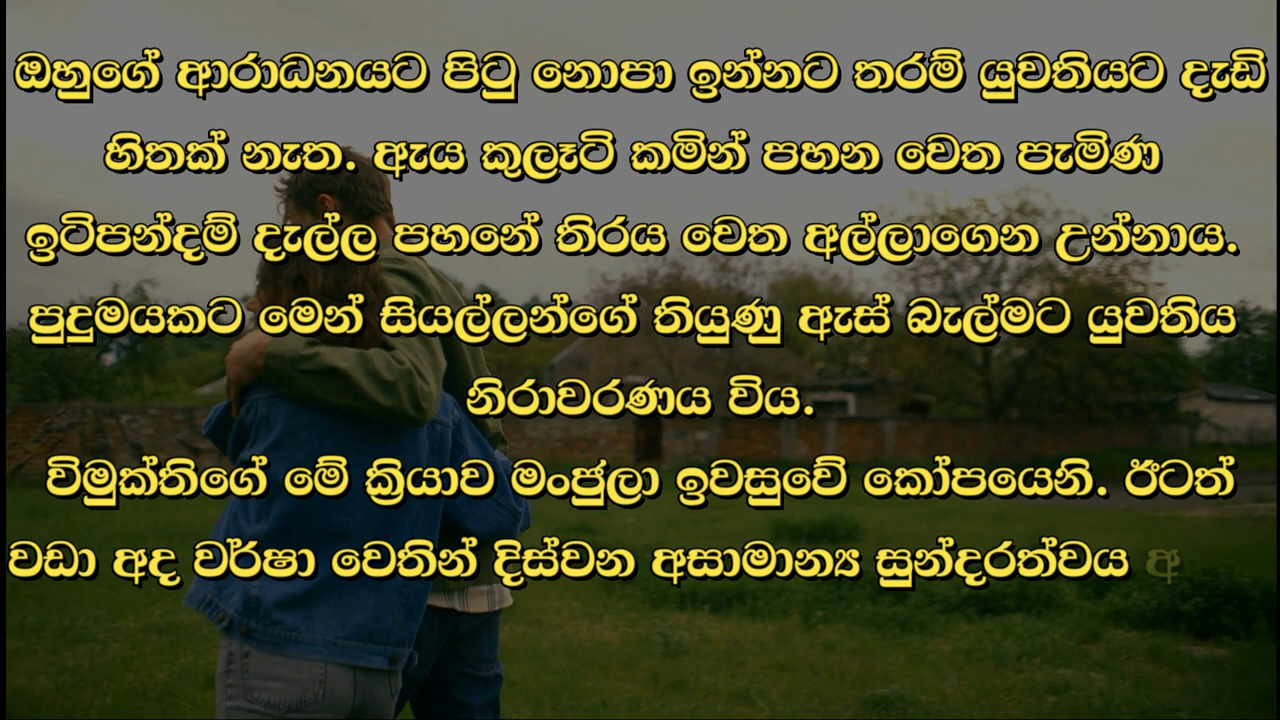 ඔහුගේ ආරාධනයට පිටු නොපා ඉන්නට තරම් යුවතියට දැඩි
හිතක් නැත. ඇය කුලෑටි කමින් පහන වෙත පැමිණ
ඉටිපන්දම් දැල්ල පහනේ තිරය වෙත අල්ලාගෙන උන්නාය.
පුදුමයකට මෙන් සියල්ලන්ගේ තියුණු ඇස් බැල්මට යුවතිය
නිරාවරණය විය.
විමුක්තිගේ මේ ක්‍රියාව මංජුලා ඉවසුවේ කෝපයෙනි. ඊටත්
වඩා අද වර්ෂා වෙතින් දිස්වන අසාමාන්‍ය සුන්දරත්වය අ